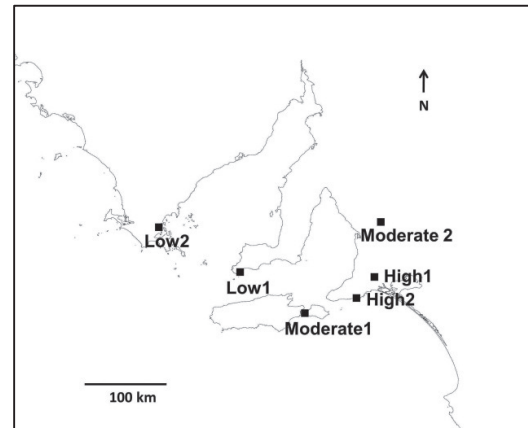 N
Moderate 2
Low2
High1
Low1
High2
Moderate1
100 km